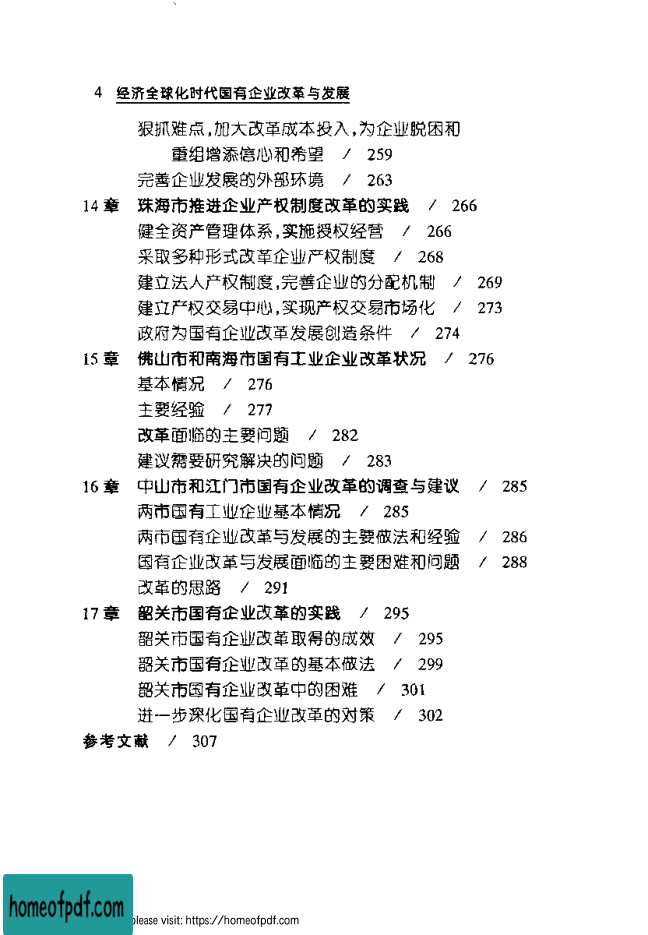 4 经济全球化时代国有企业改革与发展
狠抓难点,加大改革成本投入,为企业脱困和
重组增添信心和希望 / 259
完善企业发展的外部环境 / 263
14 章 珠海市推进企业产权制度改革的实践 / 266
健全资产管理体系,实施授权经营 / 266
采取多种形式改革企业产权制度 / 268
建立法人产权制度,完善企业的分配机制 / 269
建立产权交易中心,实现产权交易市场化 / 273
政府为国有企业改革发展创造条件 / 274
15 章 佛山市和南海市国有工业企业改革状况 / 276
基本情况 / 276
主要经验 / 277
改革面临的主要问题 / 282
建议需要研究解决的问题 / 283
16 章 中山市和江门市国有企业改革的调查与建议 / 285
两市国有工业企业基本情况 / 285
两市国有企业改革与发展的主要做法和经验 / 286
国有企业改革与发展面临的主要困难和问题 / 288
改革的思路 / 291
17 章 韶关市国有企业改革的实践 / 295
韶关市国有企业改革取得的成效 / 295
韶关市国有企业改革的基本做法 / 299
韶关市国有企业改革中的困难 / 301
进一步深化国有企业改革的对策 / 302
参考文献 / 307
homeofpdf.com
please visit: https://homeofpdf.com